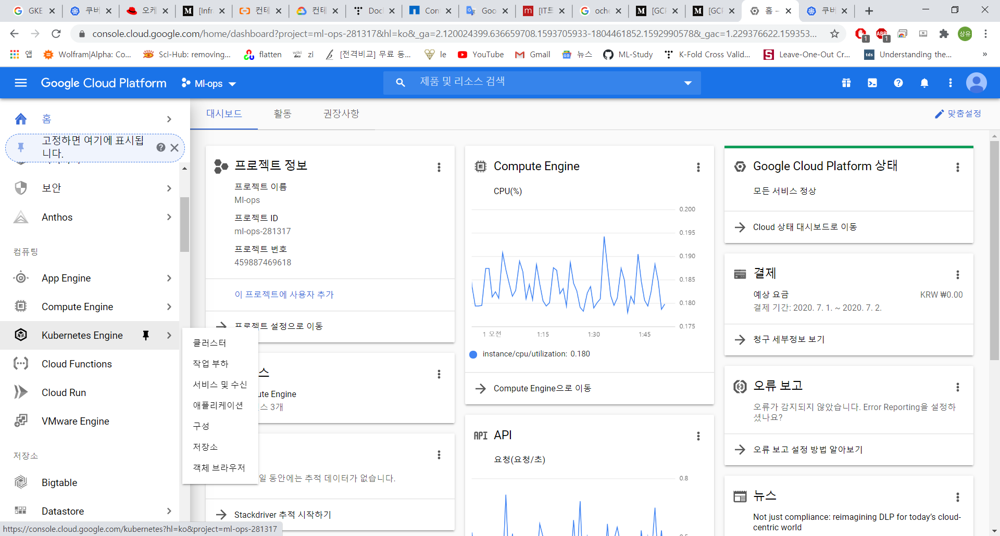 GKE
쿠버
오케
[Infra
컨테
컨테
Docl
Con
Goo
[IT트
oche
[GCI
[GCI
홈 –
쿠버
console.cloud.google.com/home/dashboard?project=ml-ops-281317&hl=ko&_ga=2.120024399.636659708.1593705933-1804461852.1592990578&_gac=1.229376622.159353...
1
ABP
1
상유
앱
Wolfram|Alpha: Co...
Sci-Hub: removing...
flatten
wiki docs
zi
[전격비교] 무료 동...
le
YouTube
Gmail
뉴스
ML-Study
K-Fold Cross Valid...
Leave-One-Out Cr...
tds
Understanding the...
»
Google Cloud Platform
Ml-ops
제품 및 리소스 검색
홈
고정하면 여기에 표시됩
니다.
보안
Anthos
컴퓨팅
App Engine
Compute Engine
Kubernetes Engine
Cloud Functions
Cloud Run
VMware Engine
저장소
Bigtable
Datastore
클러스터
작업 부하
서비스 및 수신
애플리케이션
구성
저장소
객체 브라우저
대시보드
활동
권장사항
맞춤설정
프로젝트 정보
프로젝트 이름
Ml-ops
프로젝트 ID
ml-ops-281317
프로젝트 번호
459887469618
이 프로젝트에 사용자 추가
프로젝트 설정으로 이동
스
ute Engine
스 3개
일 동안에는 추적 데이터가 없습니다.
Stackdriver 추적 시작하기
Compute Engine
CPU(%)
0.200
0.195
0.190
0.185
0.180
0.175
1 오전
1:15
1:30
1:45
instance/cpu/utilization: 0.180
Compute Engine으로 이동
API
API
요청(요청/초)
0.8
Google Cloud Platform 상태
모든 서비스 정상
Cloud 상태 대시보드로 이동
결제
예상 요금
KRW ₩0.00
결제 기간: 2020. 7. 1. ~ 2020. 7. 2.
청구 세부정보 보기
오류 보고
오류가 감지되지 않았습니다. Error Reporting을 설정하
셨나요?
오류 보고 설정 방법 알아보기
뉴스
Not just compliance: reimagining DLP for today's cloud-
centric world
https://console.cloud.google.com/kubernetes?hl=ko&project=ml-ops-281317